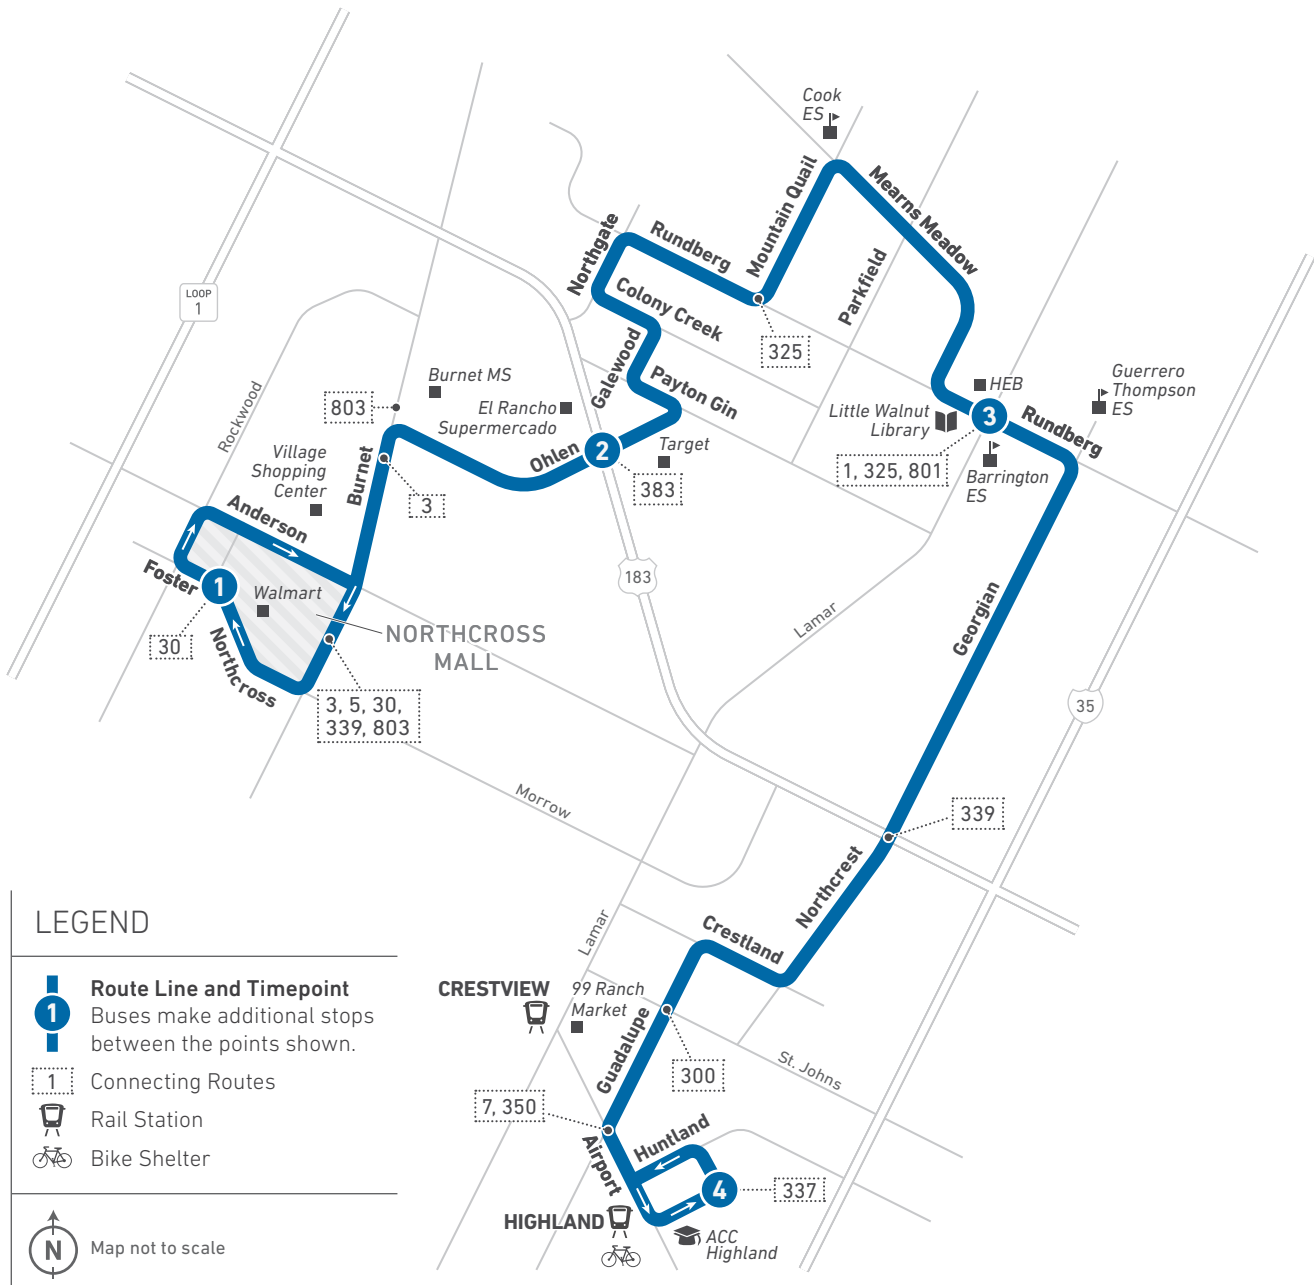 Cook
ES
Mountain Quail
Mearns Meadow
Northgate
Rundberg
Parkfield
Colony Creek
LOOP
1
325
Galewood
Payton Gin
Burnet MS
803
El Rancho
Supermercado
HEB
Guerrero
Thompson
ES
Little Walnut
Library
3
Rundberg
Rockwood
Village
Shopping
Center
Burnet
Ohlen
2
Target
383
1, 325, 801
Barrington
ES
3
Anderson
Foster
1
Walmart
183
Georgian
Lamar
30
Northcross
NORTHCROSS
MALL
3, 5, 30,
339, 803
35
Morrow
339
Northcrest
Lamar
Crestland
LEGEND
1
Route Line and Timepoint
Buses make additional stops
between the points shown.
1
Connecting Routes
Rail Station
Bike Shelter
N
Map not to scale
CRESTVIEW
99 Ranch
Market
Guadalupe
300
St. Johns
7, 350
Airport
Huntland
4
337
HIGHLAND
ACC
Highland